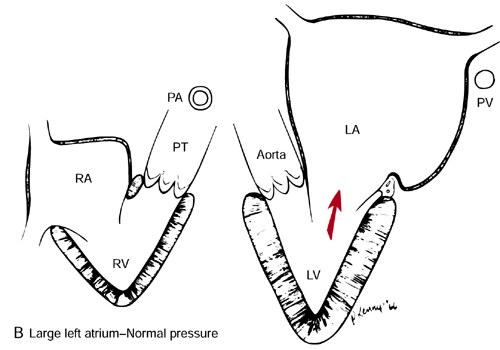 PA
PV
PT
Aorta
LA
RA
RV
LV
B Large left atrium–Normal pressure